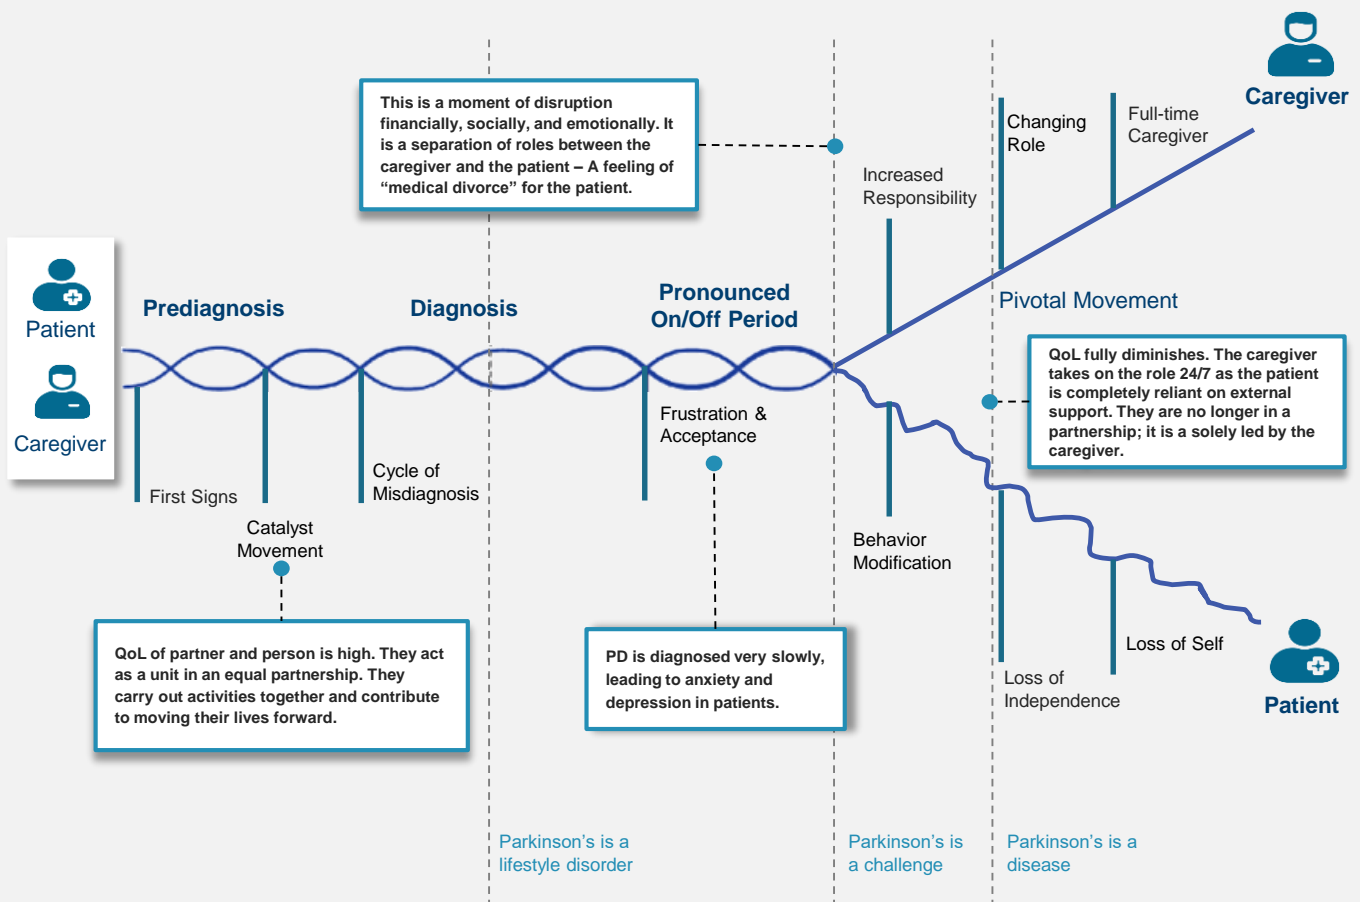 Caregiver
This is a moment of disruption
financially, socially, and emotionally. It
is a separation of roles between the
caregiver and the patient – A feeling of
“medical divorce” for the patient.
Changing
Role
Full-time
Caregiver
Increased
Responsibility
Patient
Caregiver
Prediagnosis
Diagnosis
Pronounced
On/Off Period
Pivotal Movement
QoL fully diminishes. The caregiver
takes on the role 24/7 as the patient
is completely reliant on external
support. They are no longer in a
partnership; it is a solely led by the
caregiver.
First Signs
Catalyst
Movement
Cycle of
Misdiagnosis
Frustration &
Acceptance
Behavior
Modification
Loss of
Independence
Loss of Self
Patient
QoL of partner and person is high. They act
as a unit in an equal partnership. They
carry out activities together and contribute
to moving their lives forward.
PD is diagnosed very slowly,
leading to anxiety and
depression in patients.
Parkinson’s is a
lifestyle disorder
Parkinson’s is
a challenge
Parkinson’s is a
disease